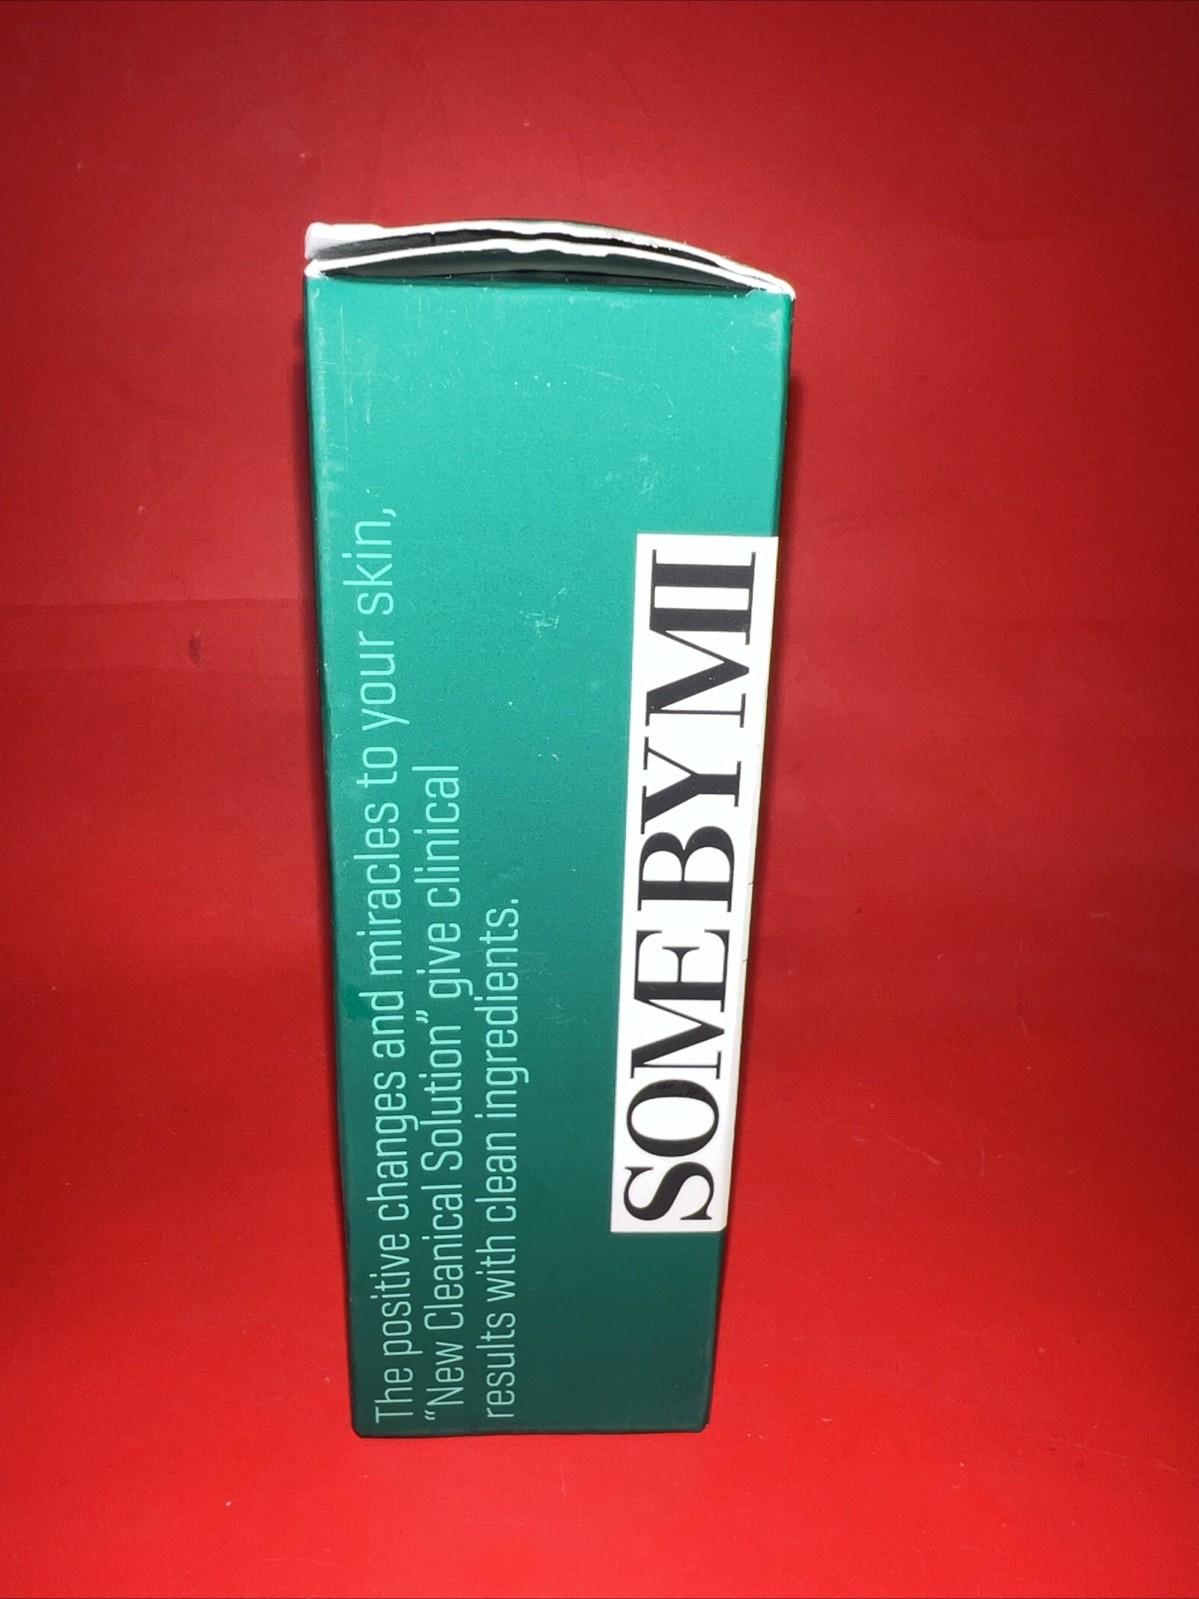 The positive changes and miracles to your skin,
“New Cleanical Solution” give clinical
results with clean ingredients.
SOMEBYMI